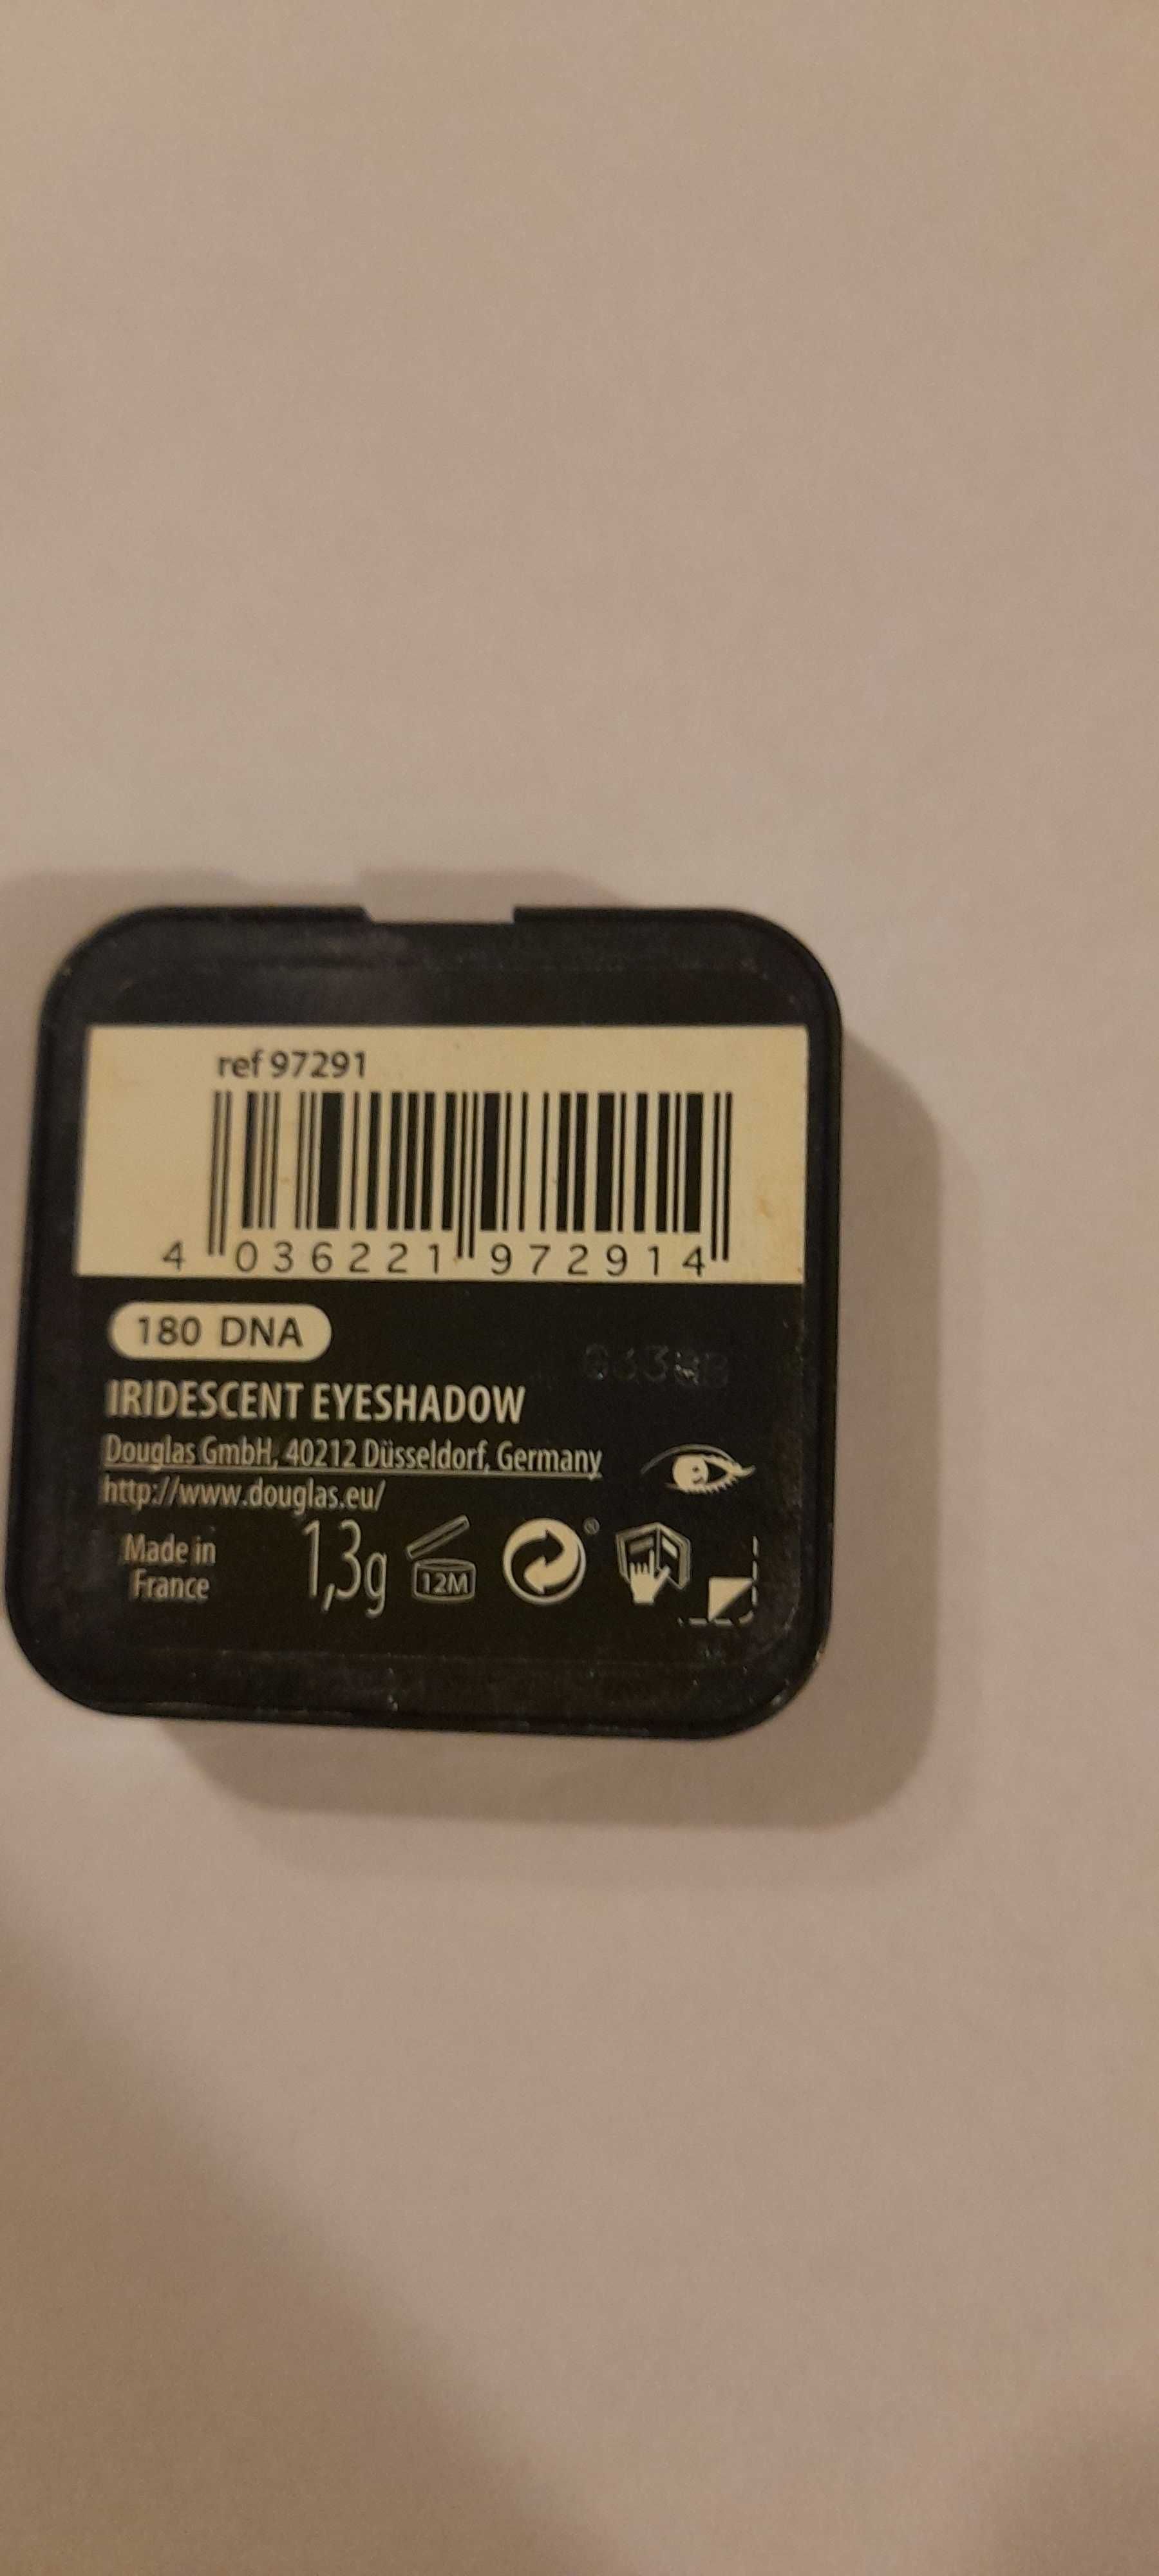 ref 97291
4 036221 972914
180 DNA
IRIDESCENT EYESHADOW
Douglas GmbH, 40212 Düsseldorf, Germany
http://www.douglas.eu/
Made in
France
1,3g
12M
e
®